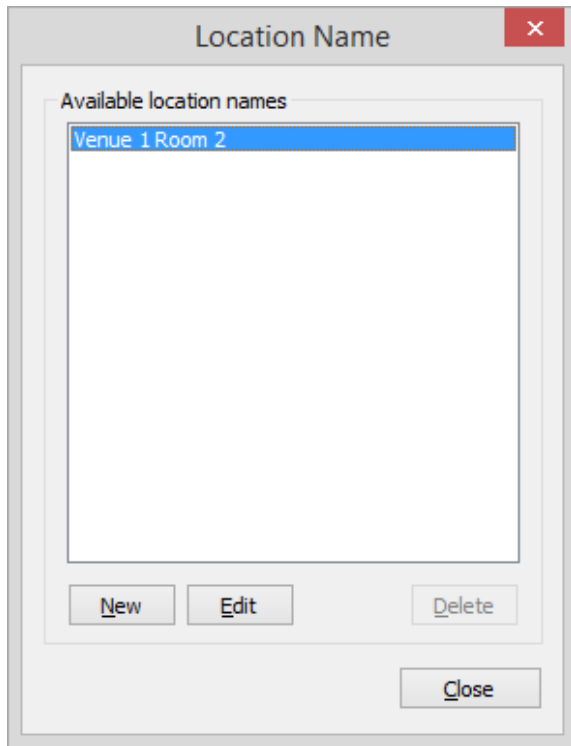 Location Name
Available location names
Venue 1 Room 2
New Edit Delete
Close